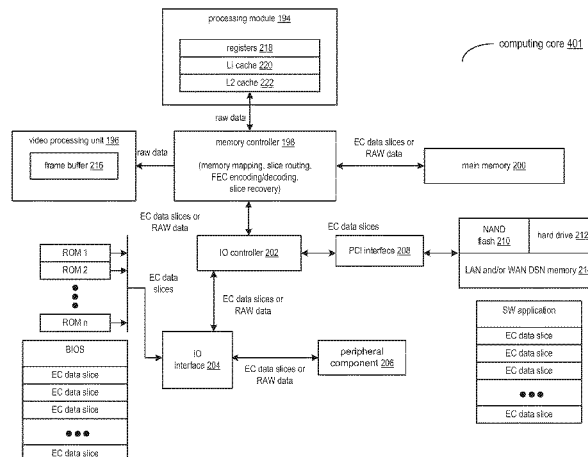 processing module 194
computing core 401
registers 218
Li cache 220
L2 cache 222
raw data
video processing unit 196
frame buffer 216
raw data
memory controller 198
(memory mapping, slice routing,
FEC encoding/decoding,
slice recovery)
EC data slices or
RAW data
main memory 200
EC data slices or
RAW data
EC data slices
ROM 1
ROM 2
ROM n
EC data
slices
IO controller 202
PCI interface 208
NAND
flash 210
hard drive 212
LAN and/or WAN DSN memory 214
EC data slices or
RAW data
IO
interface 204
EC data slices or
RAW data
peripheral
component 206
BIOS
EC data slice
EC data slice
EC data slice
EC data slice
SW application
EC data slice
EC data slice
EC data slice
EC data slice